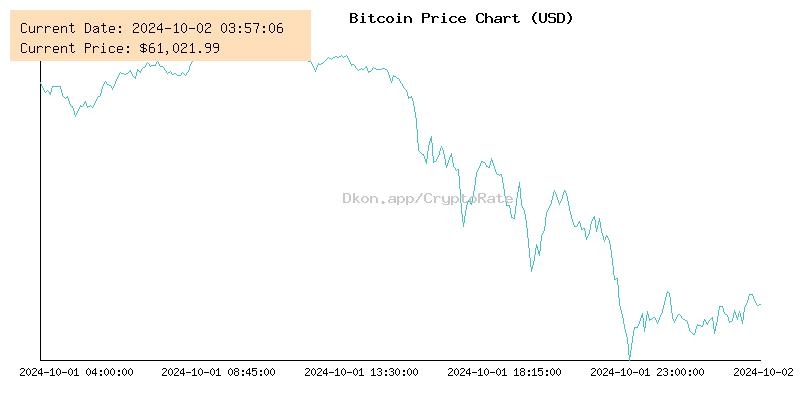 Bitcoin Price Chart (USD)
Current Date: 2024-10-02 03:57:06
Current Price: $61,021.99
Dkon.app/CryptoRate
2024-10-01 04:00:00 2024-10-01 08:45:00 2024-10-01 13:30:00 2024-10-01 18:15:00 2024-10-01 23:00:00 2024-10-02